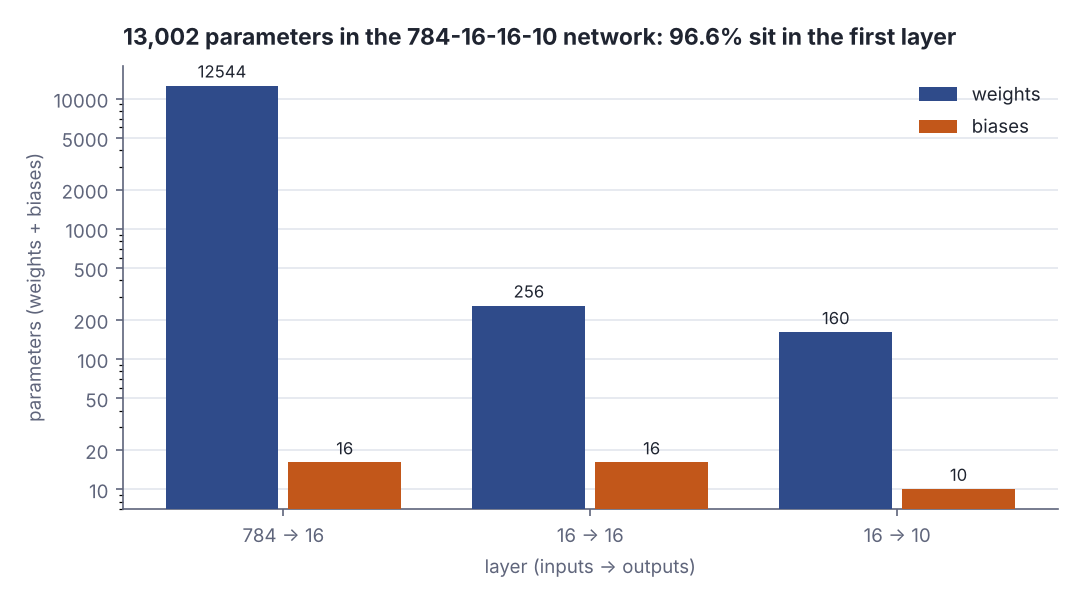 13,002 parameters in the 784-16-16-10 network: 96.6% sit in the first layer
12544
weights
biases
10000
5000
2000
1000
500
200
100
50
20
10
parameters (weights + biases)
256
160
16
16
10
784 → 16
16 → 16
16 → 10
layer (inputs → outputs)